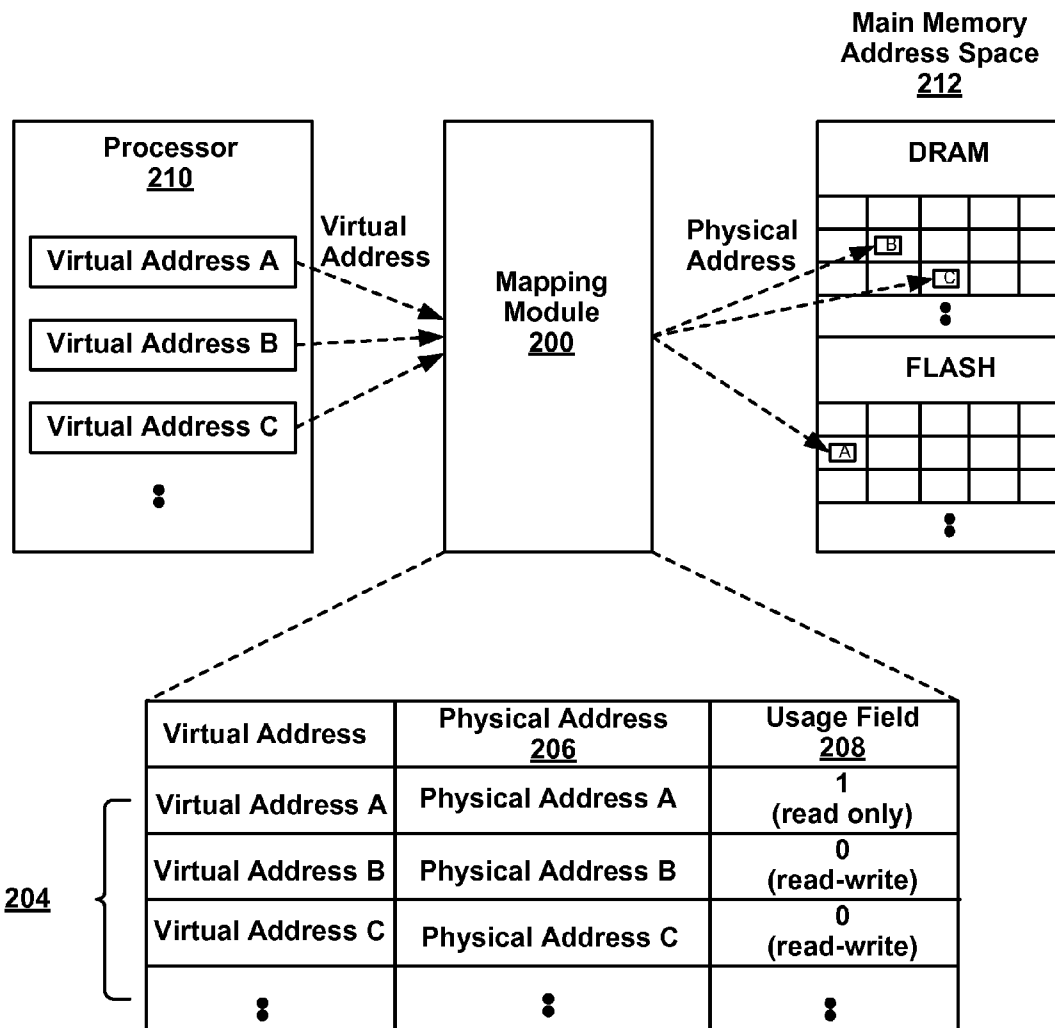 Main Memory
Address Space
212
Processor
210
Virtual Address A
Virtual Address B
Virtual Address C
Virtual
Address
Mapping
Module
200
Physical
Address
DRAM
B
C
FLASH
A
Virtual Address
Physical Address
206
Usage Field
208
Virtual Address A
Physical Address A
1
(read only)
Virtual Address B
Physical Address B
0
(read-write)
Virtual Address C
Physical Address C
0
(read-write)
204